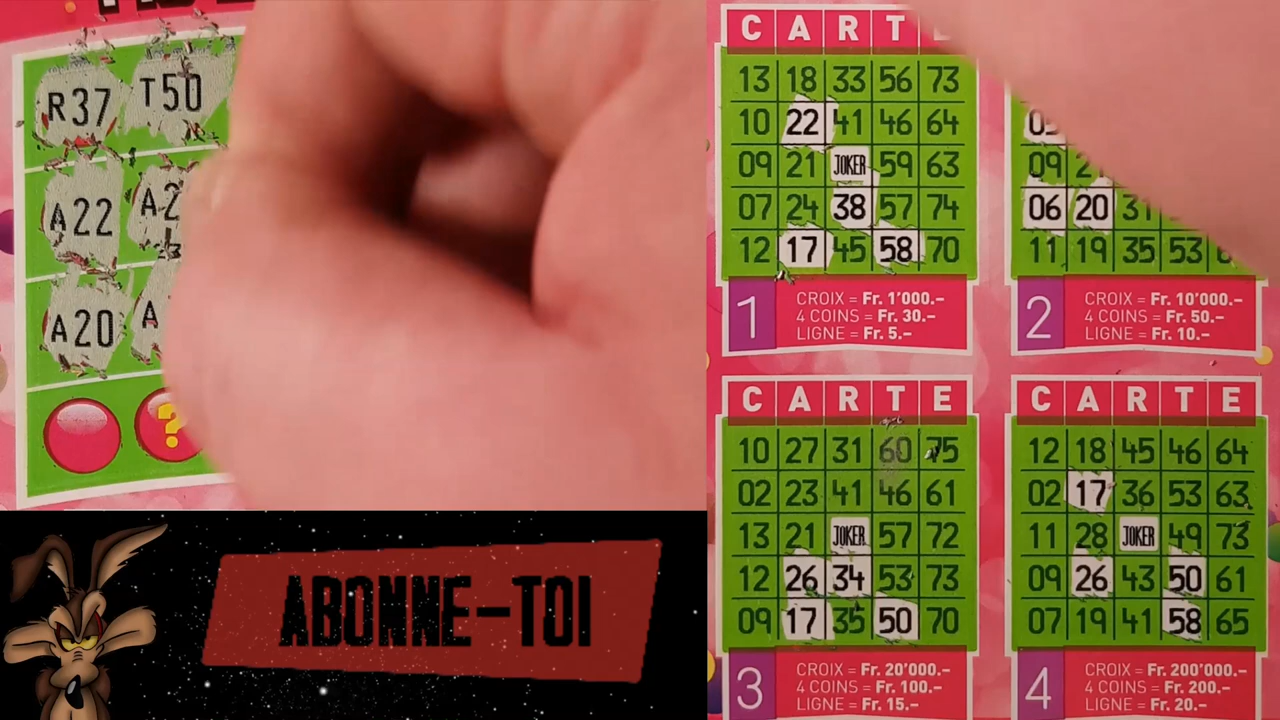 R37 T50
A22
A20
?
ABONNE-TOI
C A R T
13 18 33 56 73
10 22 41 46 64
09 21 JOKER 59 63
07 24 38 57 74
12 17 45 58 70
1
CROIX = Fr. 1'000.-
4 COINS = Fr. 30.-
LIGNE = Fr. 5.-
09
06 20 31
11 19 35 53
2
CROIX = Fr. 10'000.-
4 COINS = Fr. 50.-
LIGNE = Fr. 10.-
C A R T E
10 27 31 60 75
02 23 41 46 61
13 21 JOKER 57 72
12 26 34 53 73
09 17 35 50 70
3
CROIX = Fr. 20'000.-
4 COINS = Fr. 100.-
LIGNE = Fr. 15.-
C A R T E
12 18 45 46 64
02 17 36 53 63
11 28 JOKER 49 73
09 26 43 50 61
07 19 41 58 65
4
CROIX = Fr. 200'000.-
4 COINS = Fr. 200.-
LIGNE = Fr. 20.-